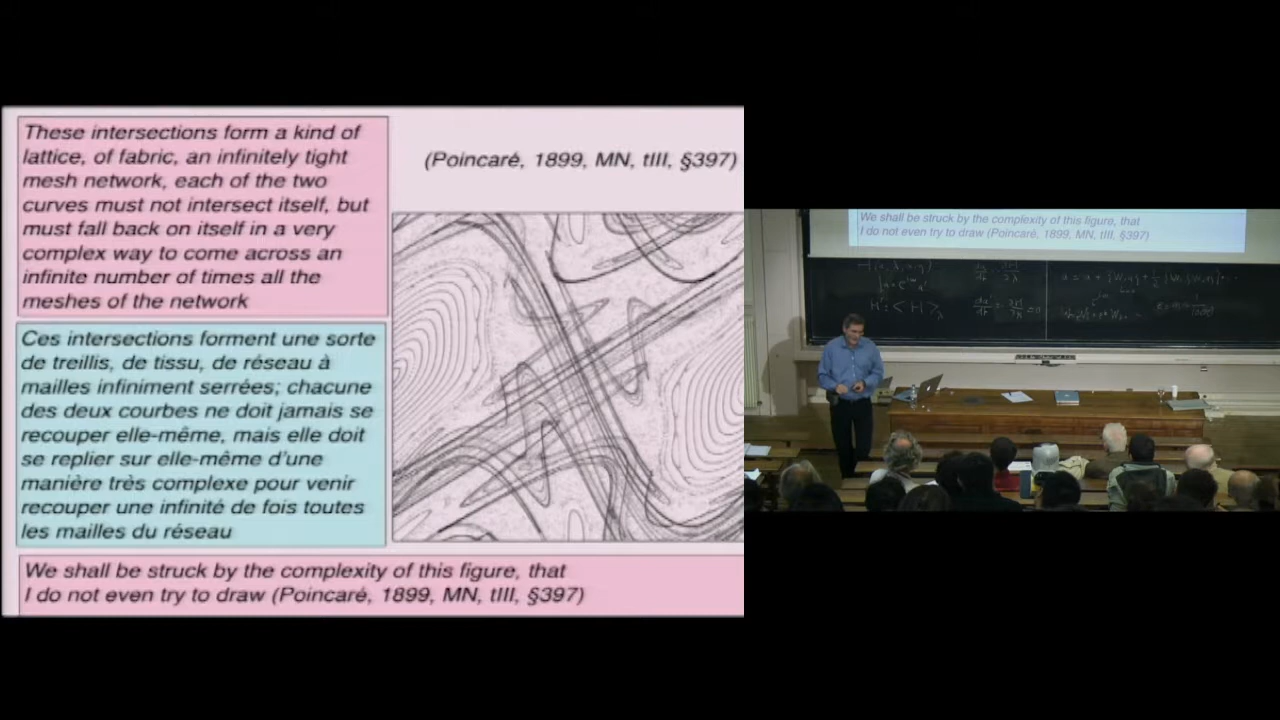 These intersections form a kind of
lattice, of fabric, an infinitely tight
mesh network, each of the two
curves must not intersect itself, but
must fall back on itself in a very
complex way to come across an
infinite number of times all the
meshes of the network
(Poincaré, 1899, MN, tIII, §397)
Ces intersections forment une sorte
de treillis, de tissu, de réseau à
mailles infiniment serrées; chacune
des deux courbes ne doit jamais se
recouper elle-même, mais elle doit
se replier sur elle-même d'une
manière très complexe pour venir
recouper une infinité de fois toutes
les mailles du réseau
We shall be struck by the complexity of this figure, that
I do not even try to draw (Poincaré, 1899, MN, tIII, §397)
We shall be struck by the complexity of this figure, that
I do not even try to draw (Poincaré, 1899, MN, tIII, §397)